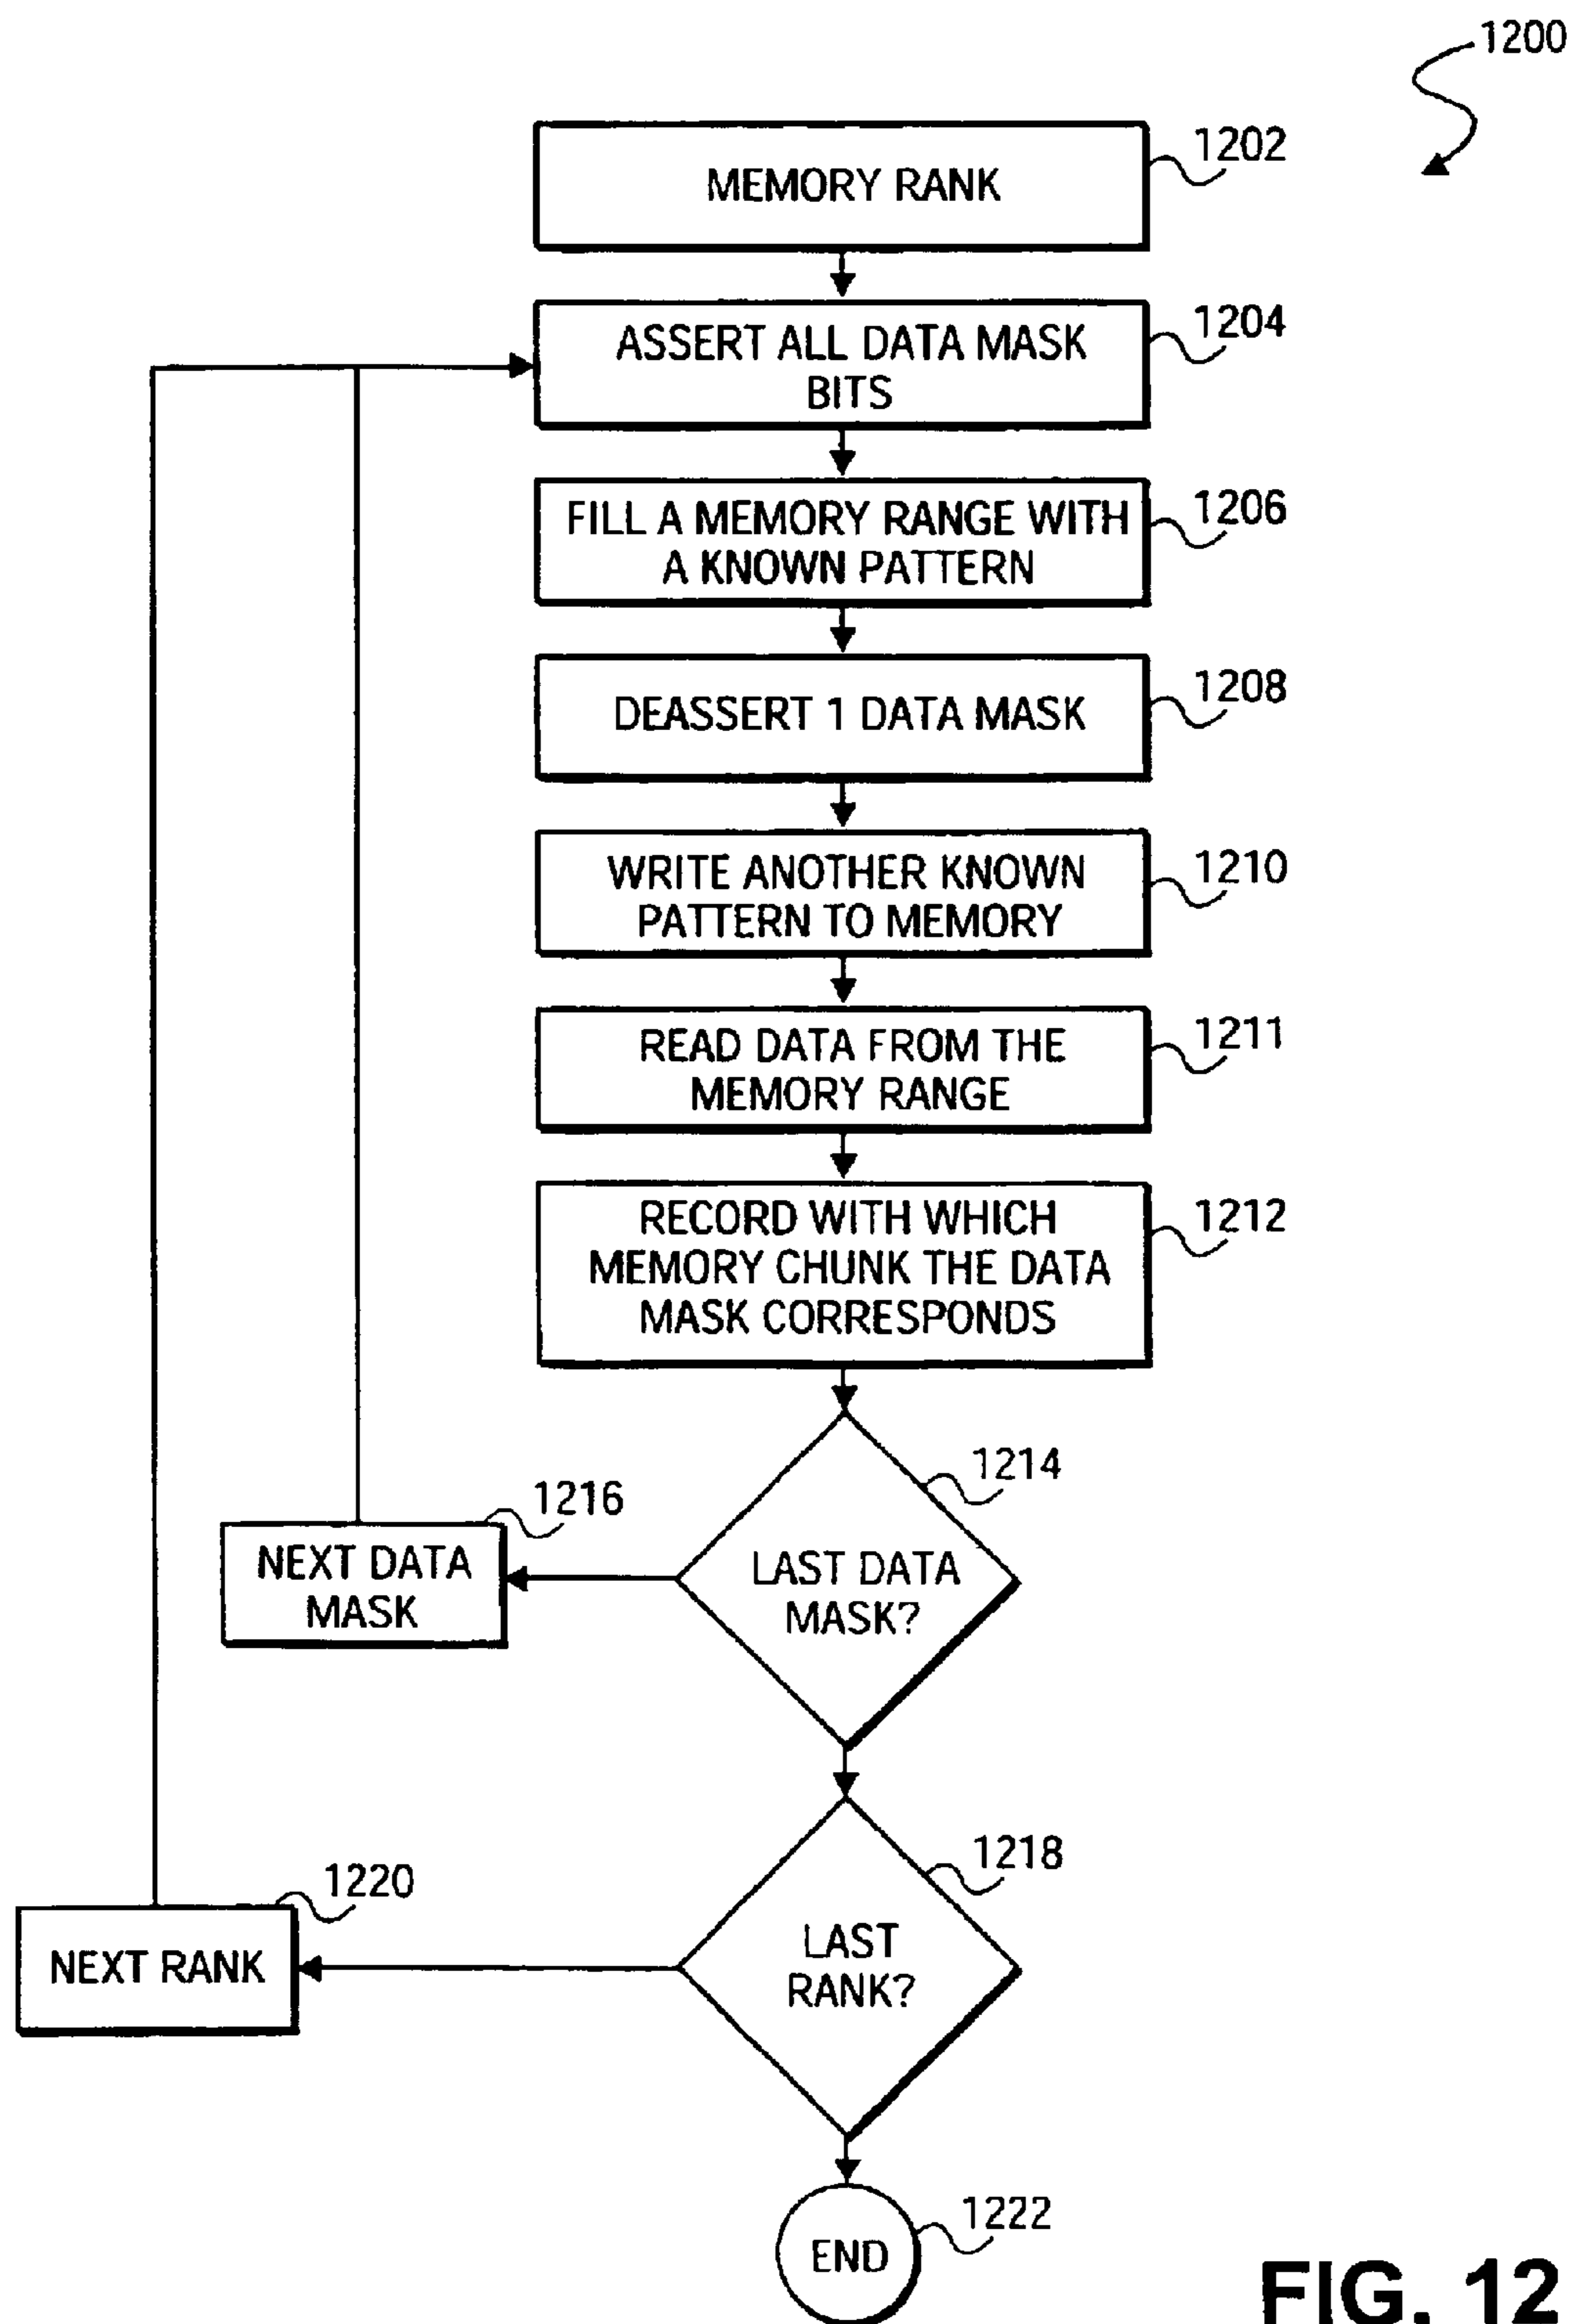 1200
MEMORY RANK
1202
ASSERT ALL DATA MASK
BITS
1204
FILL A MEMORY RANGE WITH
A KNOWN PATTERN
1206
DEASSERT 1 DATA MASK
1208
WRITE ANOTHER KNOWN
PATTERN TO MEMORY
1210
READ DATA FROM THE
MEMORY RANGE
1211
RECORD WITH WHICH
MEMORY CHUNK THE DATA
MASK CORRESPONDS
1212
LAST DATA
MASK?
1214
NEXT DATA
MASK
1216
LAST
RANK?
1218
NEXT RANK
1220
END
1222
FIG. 12